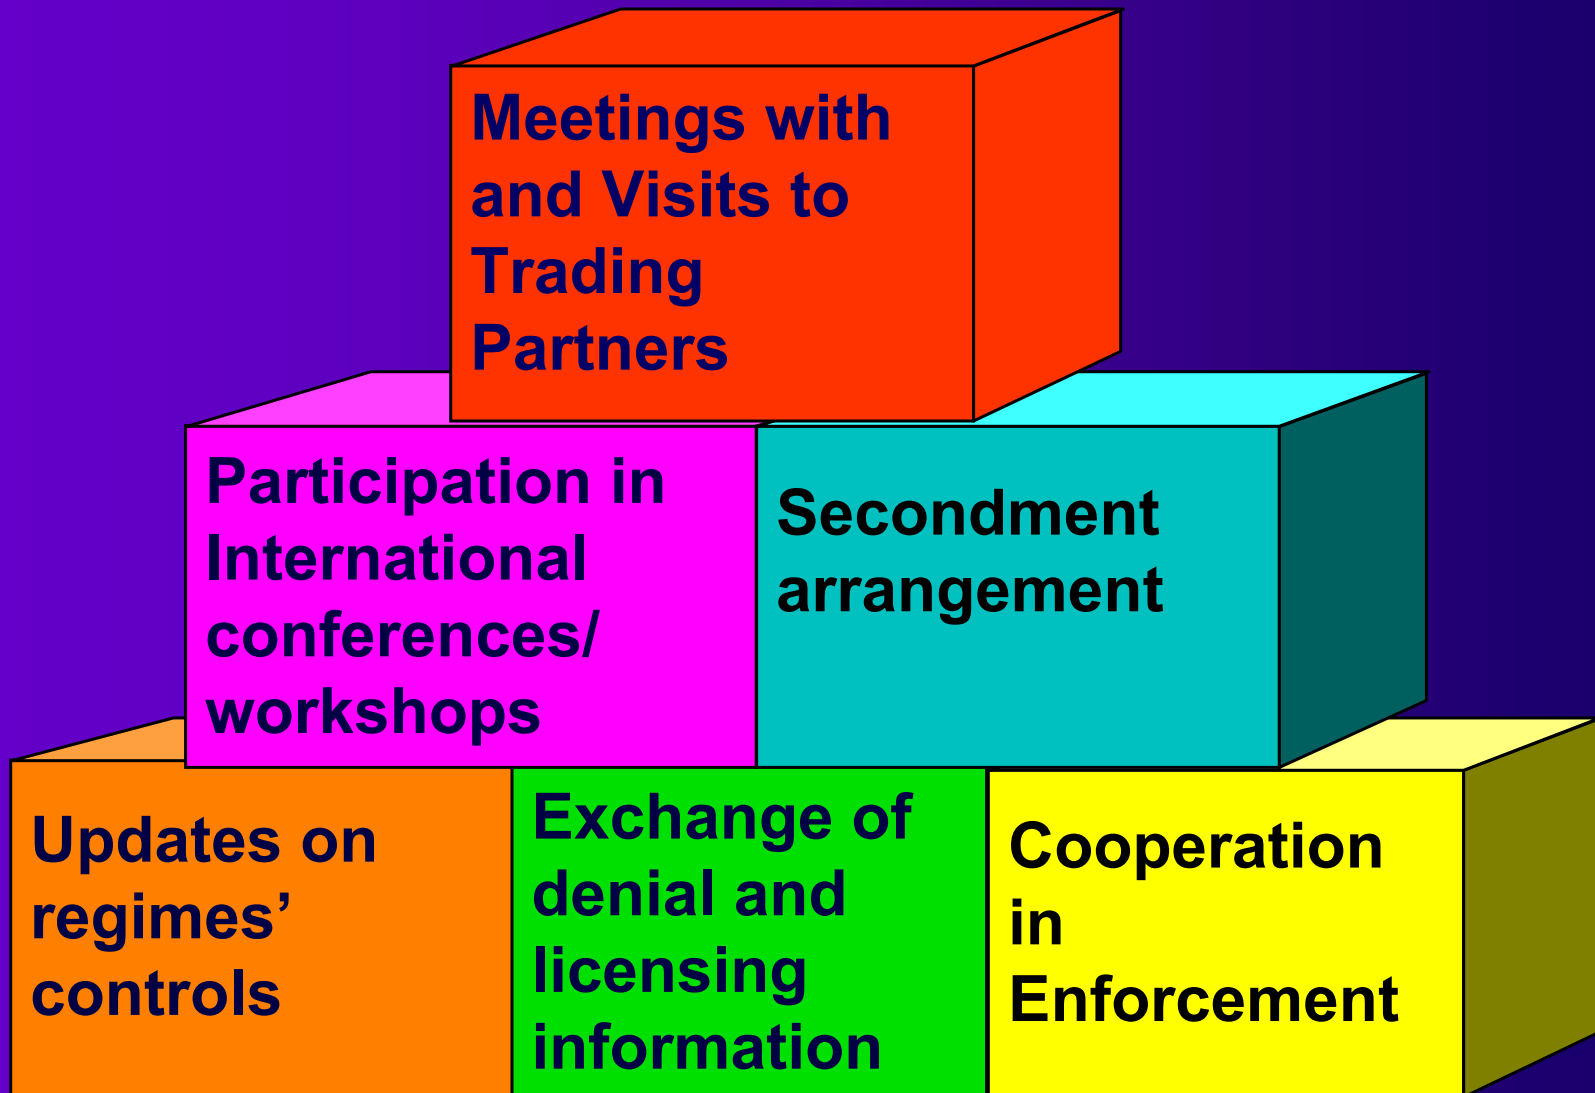 Meetings with
and Visits to
Trading
Partners
Participation in
International
conferences/
workshops
Secondment
arrangement
Updates on
regimes’
controls
Exchange of
denial and
licensing
information
Cooperation
in
Enforcement